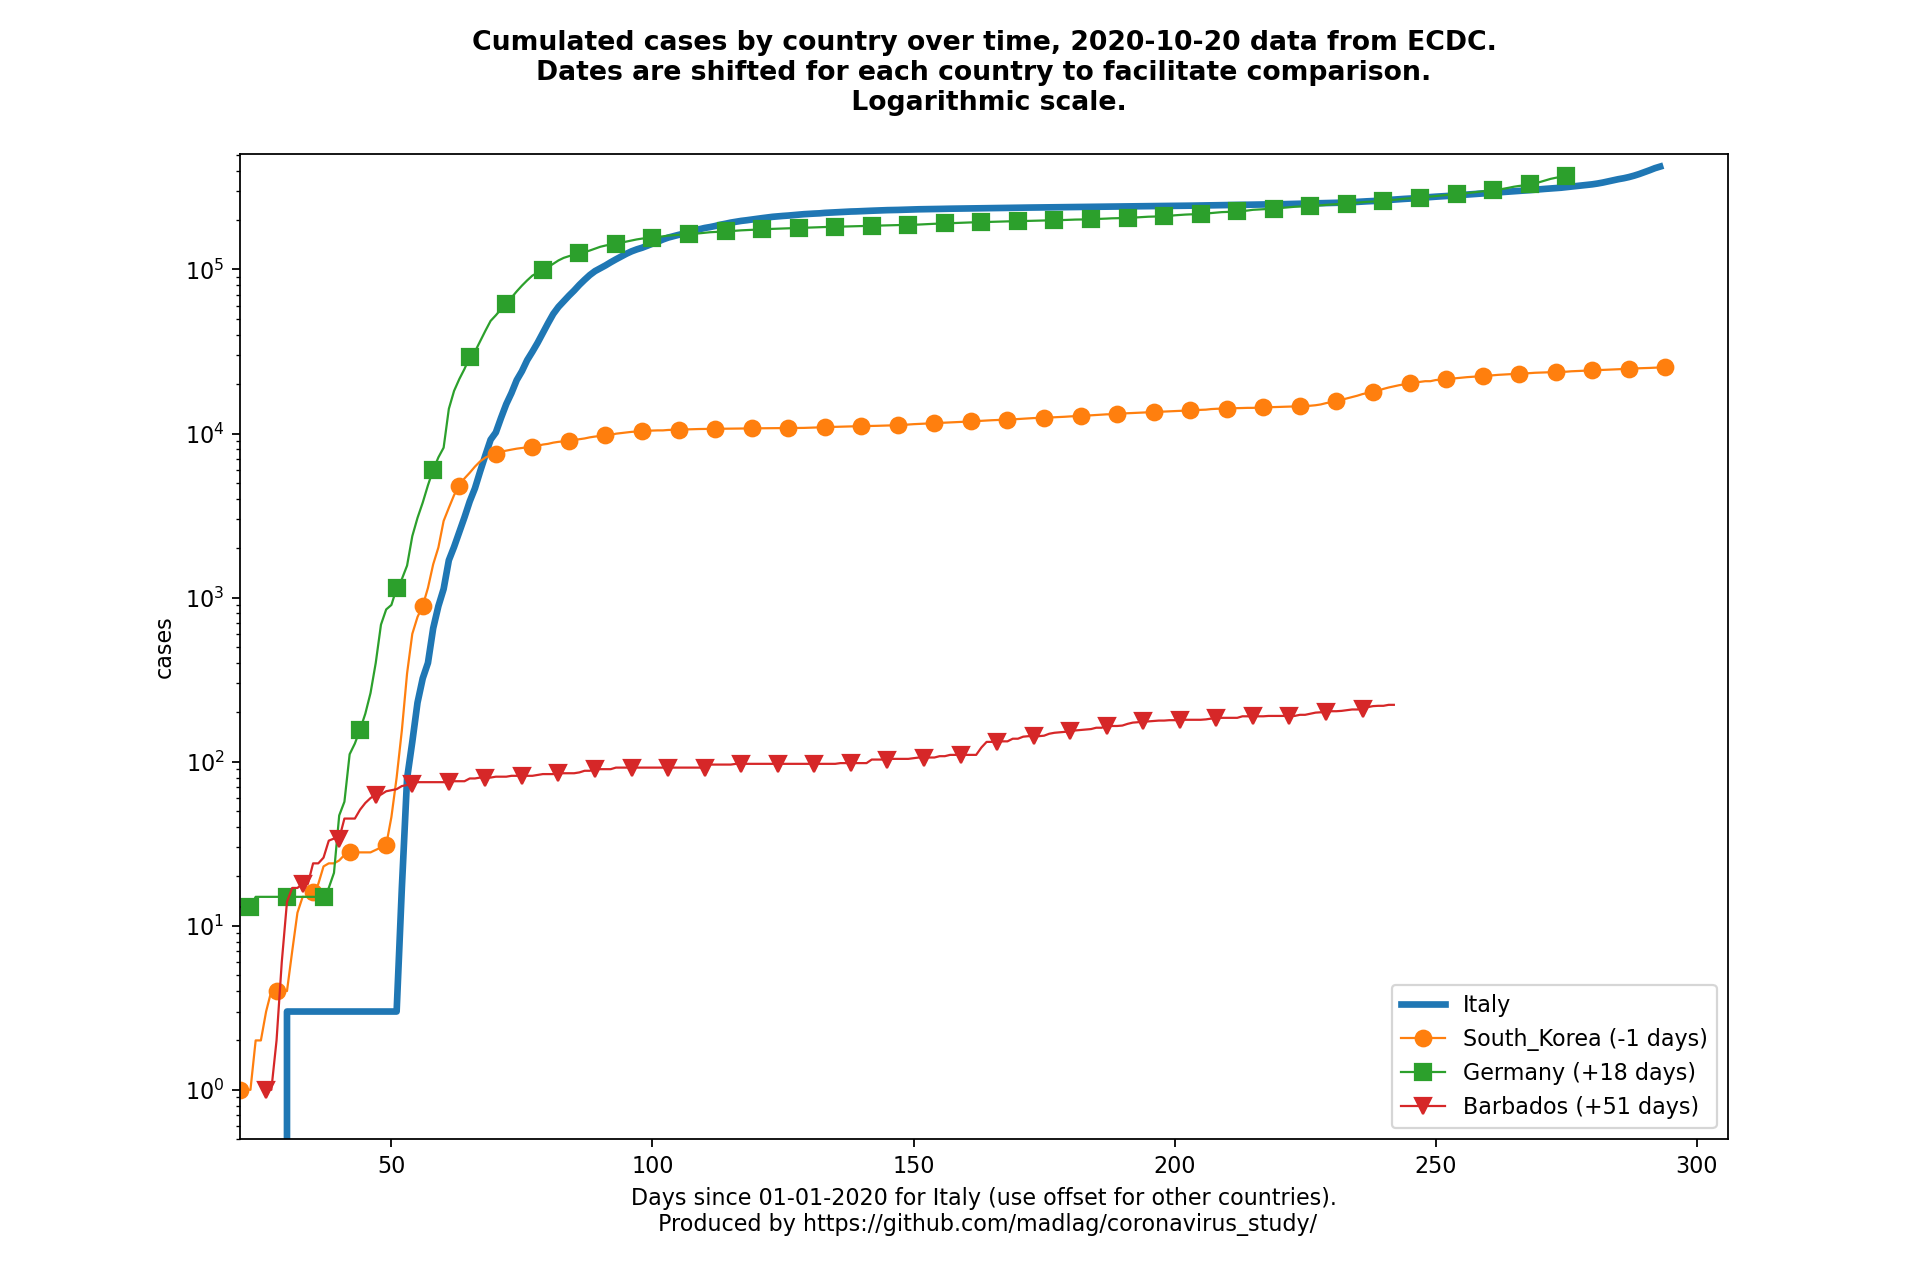 Cumulated cases by country over time, 2020-10-20 data from ECDC.
Dates are shifted for each country to facilitate comparison.
Logarithmic scale.
10^5
10^4
10^3
10^2
10^1
10^0
cases
Italy
South_Korea (-1 days)
Germany (+18 days)
Barbados (+51 days)
50 100 150 200 250 300
Days since 01-01-2020 for Italy (use offset for other countries).
Produced by https://github.com/madlag/coronavirus_study/